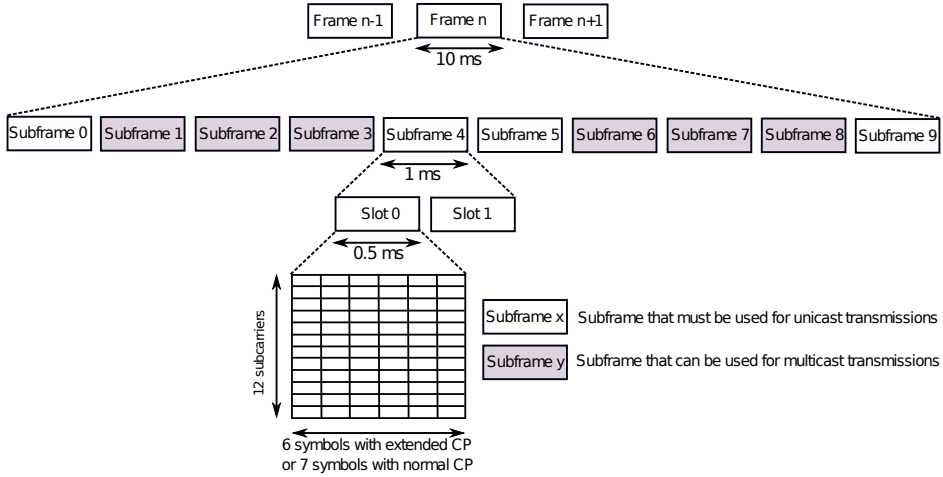 Frame n-1
Frame n
Frame n+1
10 ms
Subframe 0
Subframe 1
Subframe 2
Subframe 3
Subframe 4
Subframe 5
Subframe 6
Subframe 7
Subframe 8
Subframe 9
1 ms
Slot 0
Slot 1
0.5 ms
12 subcarriers
Subframe x
Subframe that must be used for unicast transmissions
Subframe y
Subframe that can be used for multicast transmissions
6 symbols with extended CP
or 7 symbols with normal CP